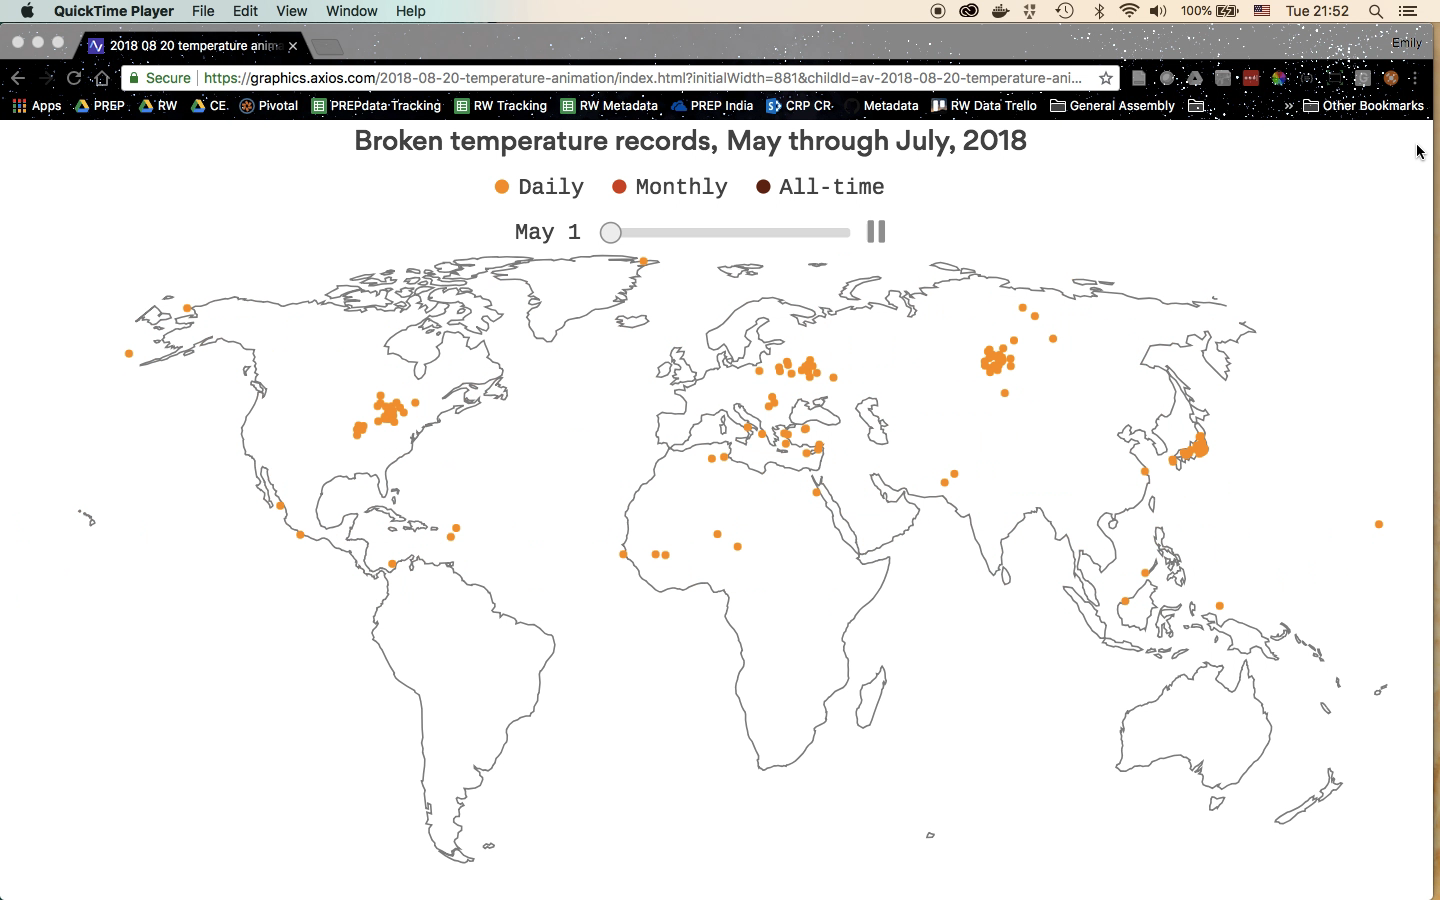 QuickTime Player File Edit View Window Help 100% Tue 21:52
2018 08 20 temperature anima Emily
Secure https://graphics.axios.com/2018-08-20-temperature-animation/index.html?initialWidth=881&childId=av-2018-08-20-temperature-ani...
Apps PREP RW CE Pivotal PREPdata Tracking RW Tracking RW Metadata PREP India CRP CR Metadata RW Data Trello General Assembly » Other Bookmarks
Broken temperature records, May through July, 2018
Daily Monthly All-time
May 1